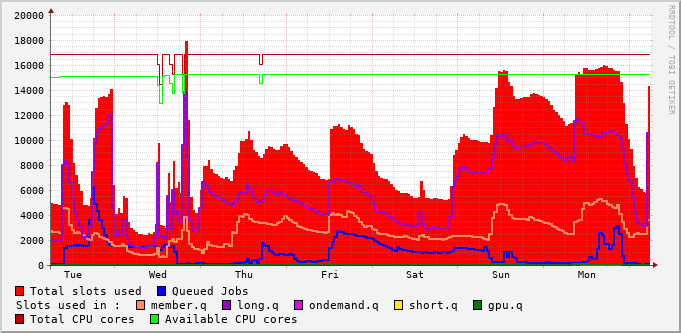 20000
18000
16000
14000
12000
10000
8000
6000
4000
2000
0
Tue Wed Thu Fri Sat Sun Mon
RRDTOOL / TOBI OETIKER
Total slots used Queued Jobs
Slots used in : member.q long.q ondemand.q short.q gpu.q
Total CPU cores Available CPU cores